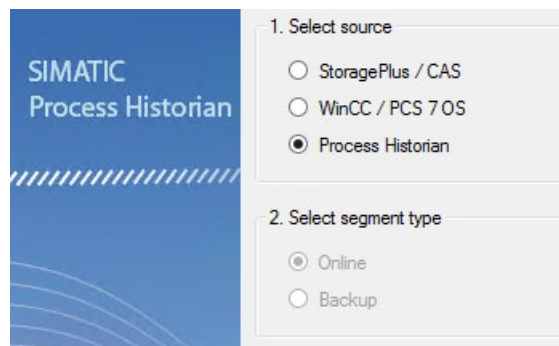 SIMATIC
Process Historian
1. Select source
StoragePlus / CAS
WinCC / PCS 7 OS
Process Historian
2. Select segment type
Online
Backup